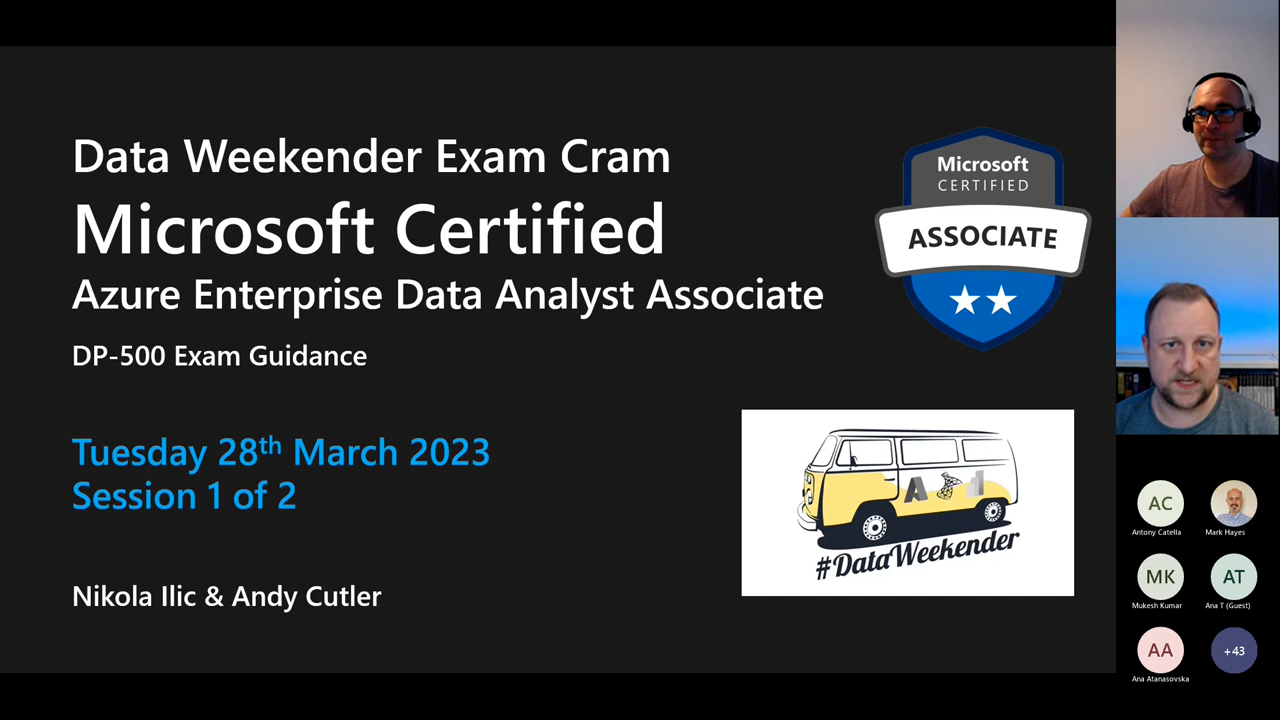 Data Weekender Exam Cram
Microsoft Certified
Azure Enterprise Data Analyst Associate
DP-500 Exam Guidance
Tuesday 28th March 2023
Session 1 of 2
Nikola Ilic & Andy Cutler
Microsoft
CERTIFIED
ASSOCIATE
#DataWeekender
AC
Antony Catella
Mark Hayes
MK
Mukesh Kumar
AT
Ana T (Guest)
AA
Ana Atanasovska
+43